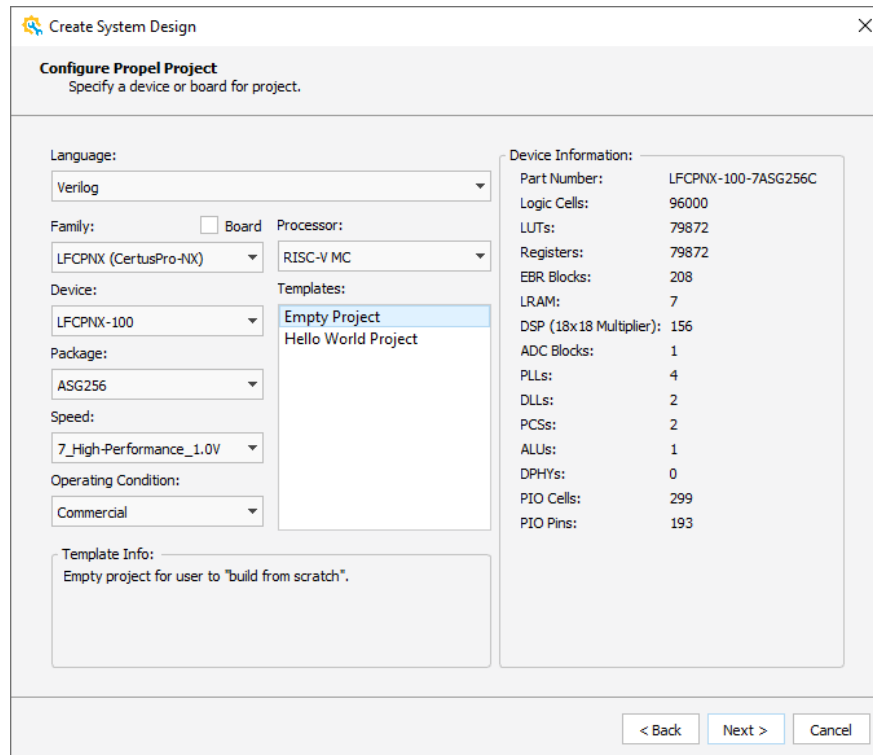 Create System Design
Configure Propel Project
Specify a device or board for project.
Language:
Verilog
Family:
Board
Processor:
LFCPNX (CertusPro-NX)
RISC-V MC
Device:
LFCPNX-100
Templates:
Empty Project
Hello World Project
Package:
ASG256
Speed:
7_High-Performance_1.0V
Operating Condition:
Commercial
Template Info:
Empty project for user to "build from scratch".
Device Information:
Part Number: LFCPNX-100-7ASG256C
Logic Cells: 96000
LUTs: 79872
Registers: 79872
EBR Blocks: 208
LRAM: 7
DSP (18x18 Multiplier): 156
ADC Blocks: 1
PLLs: 4
DLLs: 2
PCSs: 2
ALUs: 1
DPHYs: 0
PIO Cells: 299
PIO Pins: 193
< Back
Next >
Cancel